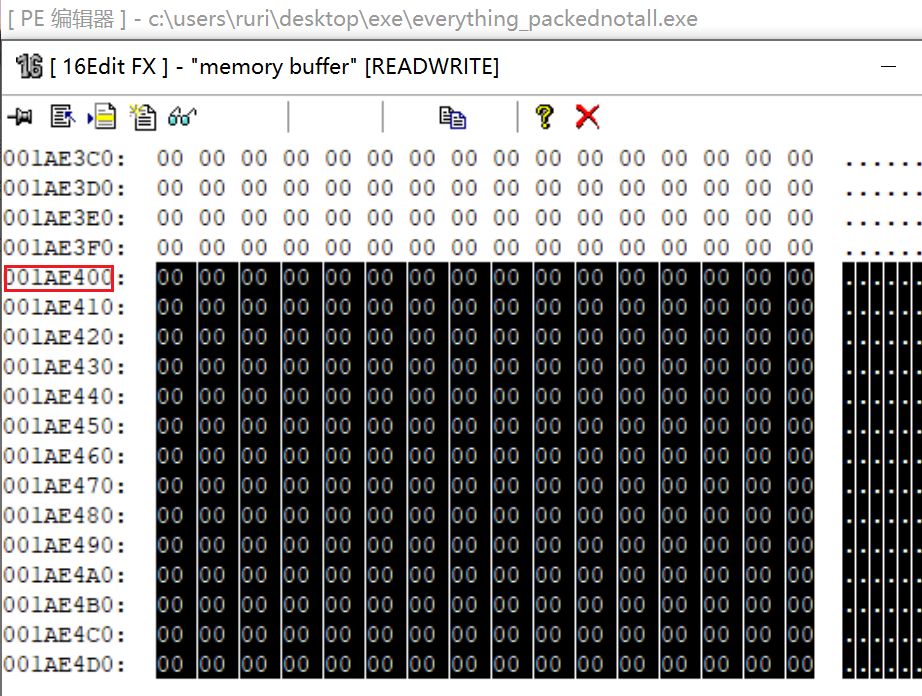 [ PE 编辑器 ] - c:\users\ruri\desktop\exe\everything_packednotall.exe
[ 16Edit FX ] - "memory buffer" [READWRITE]
001AE3C0: 00 00 00 00 00 00 00 00 00 00 00 00 00 00 00 00 ......
001AE3D0: 00 00 00 00 00 00 00 00 00 00 00 00 00 00 00 00 ......
001AE3E0: 00 00 00 00 00 00 00 00 00 00 00 00 00 00 00 00 ......
001AE3F0: 00 00 00 00 00 00 00 00 00 00 00 00 00 00 00 00 ......
001AE400: 00 00 00 00 00 00 00 00 00 00 00 00 00 00 00 00 ......
001AE410: 00 00 00 00 00 00 00 00 00 00 00 00 00 00 00 00 ......
001AE420: 00 00 00 00 00 00 00 00 00 00 00 00 00 00 00 00 ......
001AE430: 00 00 00 00 00 00 00 00 00 00 00 00 00 00 00 00 ......
001AE440: 00 00 00 00 00 00 00 00 00 00 00 00 00 00 00 00 ......
001AE450: 00 00 00 00 00 00 00 00 00 00 00 00 00 00 00 00 ......
001AE460: 00 00 00 00 00 00 00 00 00 00 00 00 00 00 00 00 ......
001AE470: 00 00 00 00 00 00 00 00 00 00 00 00 00 00 00 00 ......
001AE480: 00 00 00 00 00 00 00 00 00 00 00 00 00 00 00 00 ......
001AE490: 00 00 00 00 00 00 00 00 00 00 00 00 00 00 00 00 ......
001AE4A0: 00 00 00 00 00 00 00 00 00 00 00 00 00 00 00 00 ......
001AE4B0: 00 00 00 00 00 00 00 00 00 00 00 00 00 00 00 00 ......
001AE4C0: 00 00 00 00 00 00 00 00 00 00 00 00 00 00 00 00 ......
001AE4D0: 00 00 00 00 00 00 00 00 00 00 00 00 00 00 00 00 ......